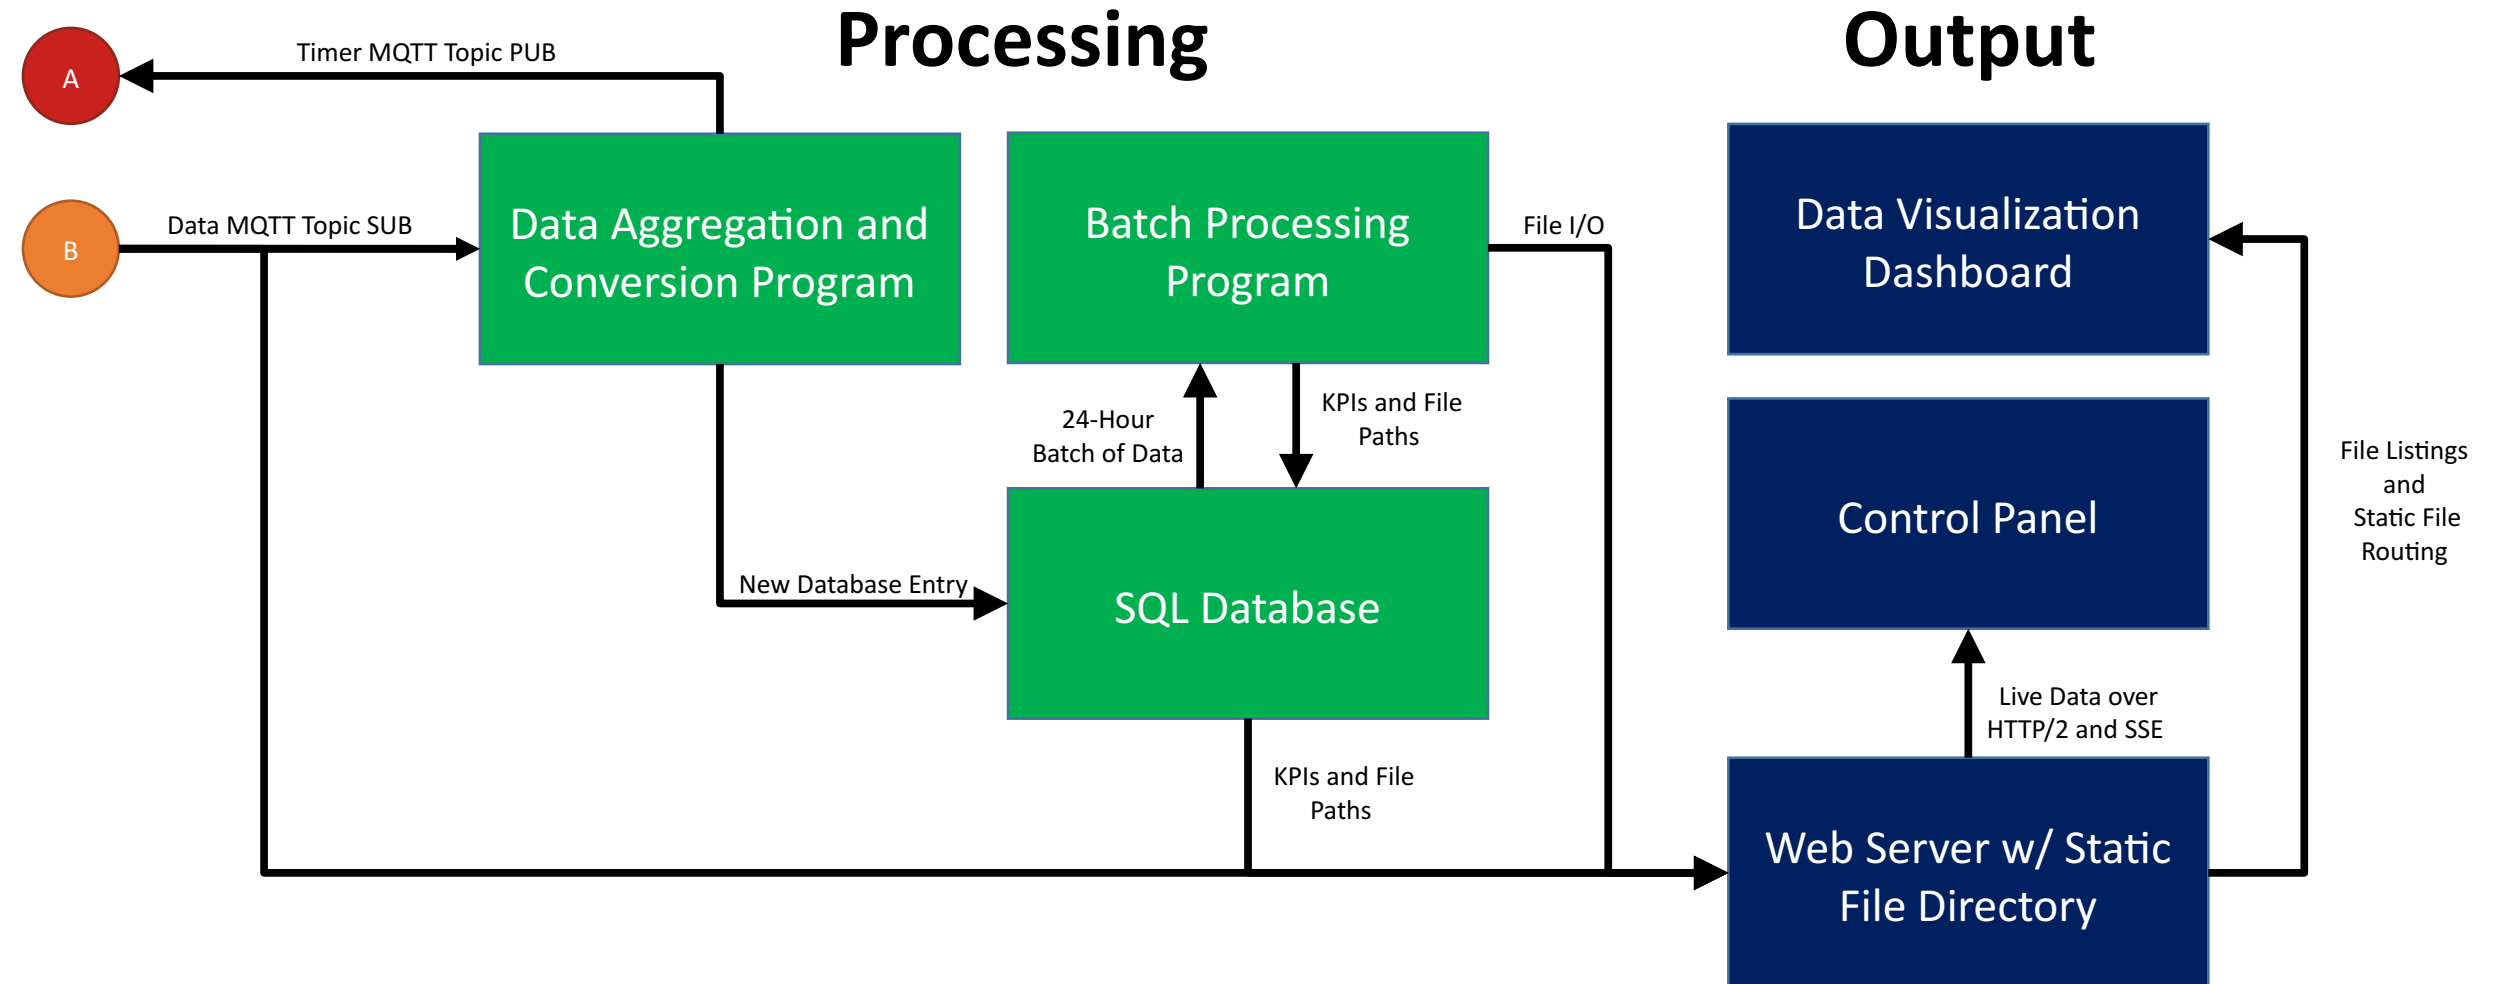 Processing
Output
A
Timer MQTT Topic PUB
B
Data MQTT Topic SUB
Data Aggregation and
Conversion Program
Batch Processing
Program
File I/O
Data Visualization
Dashboard
24-Hour
Batch of Data
KPIs and File
Paths
Control Panel
File Listings
and
Static File
Routing
New Database Entry
SQL Database
Live Data over
HTTP/2 and SSE
KPIs and File
Paths
Web Server w/ Static
File Directory